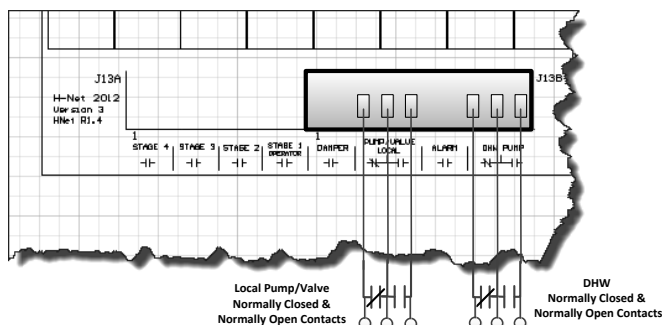 J13A
J13B
H-Net 2012
Version 3
HNet R1.4
1
1
STAGE 4
STAGE 3
STAGE 2
STAGE 1
OPERATOR
DAMPER
PUMP/VALVE
LOCAL
ALARM
DHW PUMP
Local Pump/Valve
Normally Closed &
Normally Open Contacts
DHW
Normally Closed &
Normally Open Contacts